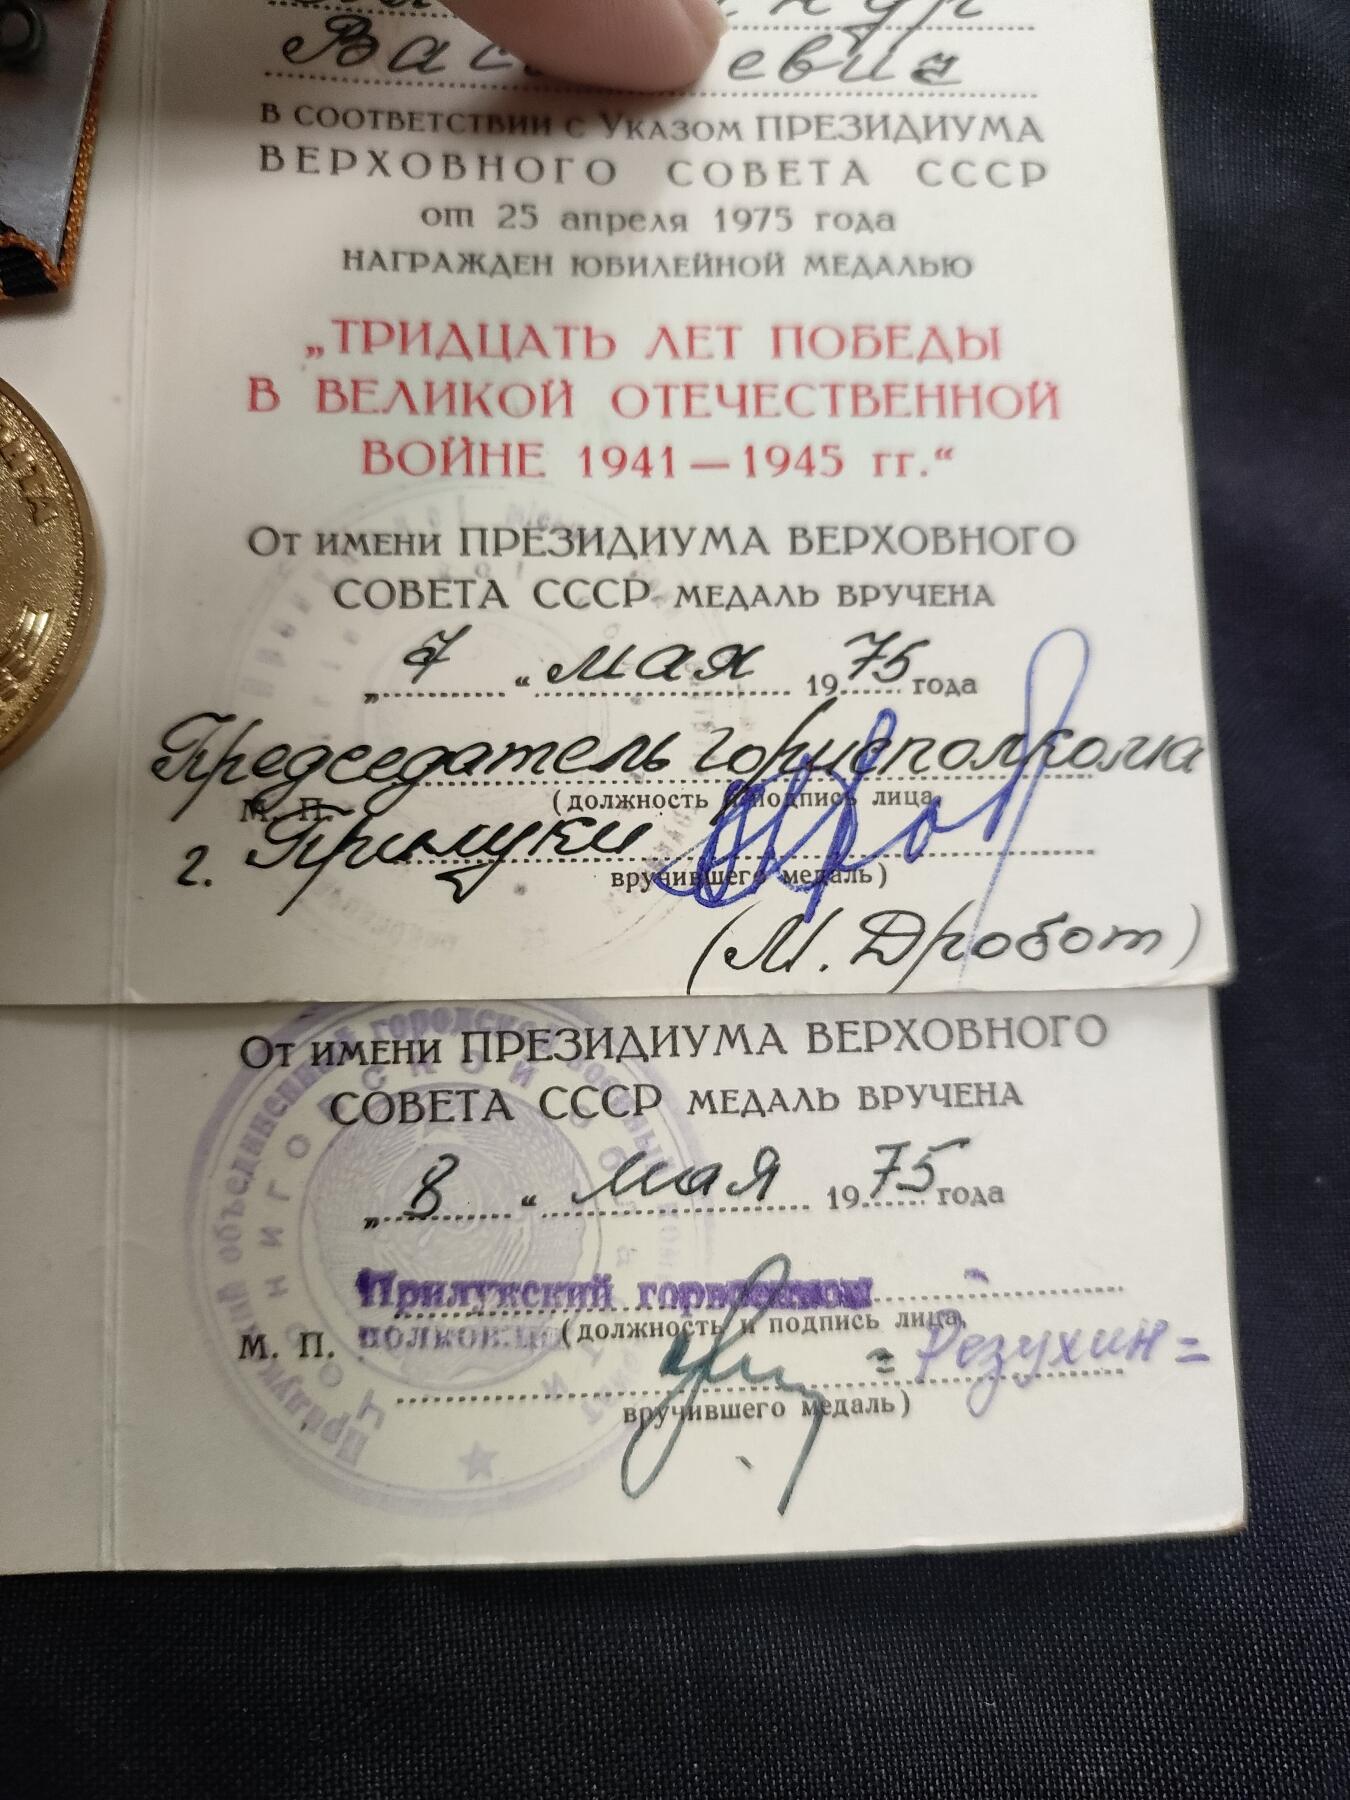 В СООТВЕТСТВИИ С УКАЗОМ ПРЕЗИДИУМА
ВЕРХОВНОГО СОВЕТА СССР
от 25 апреля 1975 года
НАГРАЖДЕН ЮБИЛЕЙНОЙ МЕДАЛЬЮ
„ТРИДЦАТЬ ЛЕТ ПОБЕДЫ
В ВЕЛИКОЙ ОТЕЧЕСТВЕННОЙ
ВОЙНЕ 1941—1945 гг.“
От имени ПРЕЗИДИУМА ВЕРХОВНОГО
СОВЕТА СССР МЕДАЛЬ ВРУЧЕНА
„7“ мая 1975 года
Председатель горисполкома
М. П. (должность и подпись лица,
г. Прилуки
вручившего медаль)
(М. Дробот)
От имени ПРЕЗИДИУМА ВЕРХОВНОГО
СОВЕТА СССР МЕДАЛЬ ВРУЧЕНА
„8“ мая 1975 года
Прилукский горвоенком
М. П. полковник (должность и подпись лица,
=Резухин=
вручившего медаль)